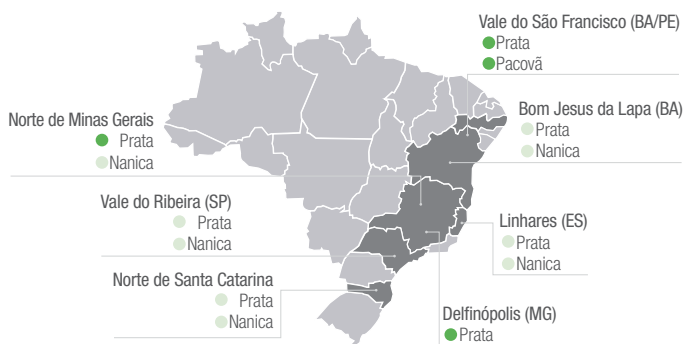 Vale do São Francisco (BA/PE)
Prata
Pacovã
Bom Jesus da Lapa (BA)
Prata
Nanica
Norte de Minas Gerais
Prata
Nanica
Vale do Ribeira (SP)
Prata
Nanica
Linhares (ES)
Prata
Nanica
Norte de Santa Catarina
Prata
Nanica
Delfinópolis (MG)
Prata